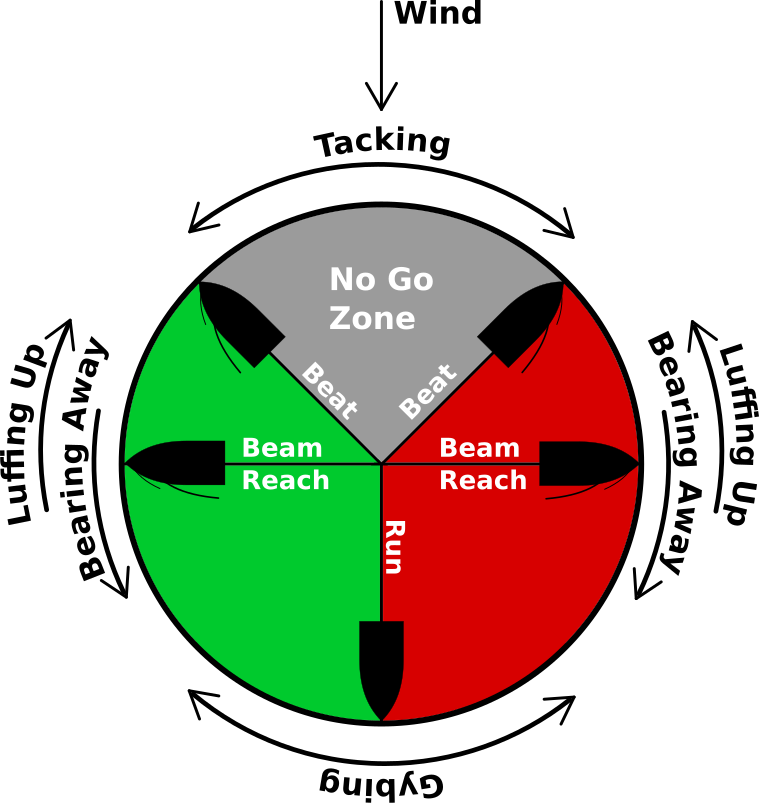 Wind
Tacking
No Go
Zone
Beat
Beat
Luffing Up
Bearing Away
Bearing Away
Luffing Up
Beam
Reach
Beam
Reach
Run
Gybing